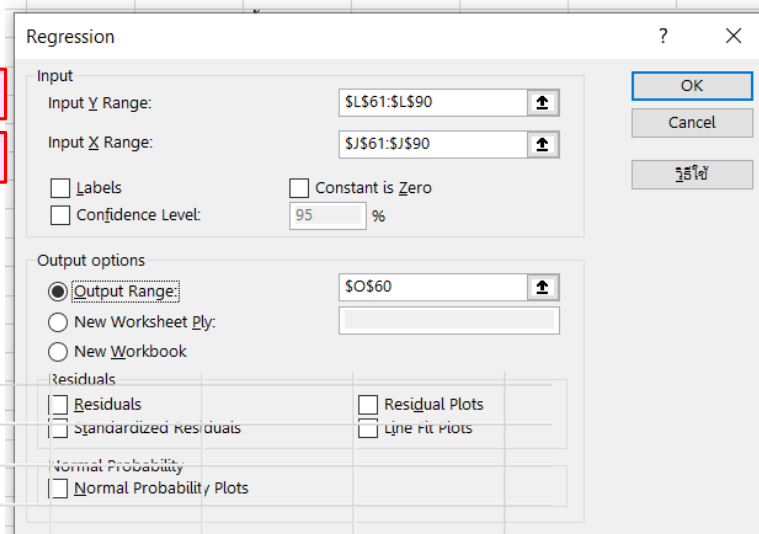 Regression ? ×
Input
OK
Input Y Range: $L$61:$L$90
Cancel
Input X Range: $J$61:$J$90
วิธีใช้
Labels Constant is Zero
Confidence Level: 95 %
Output options
Output Range: $O$60
New Worksheet Ply:
New Workbook
Residuals
Residuals Residual Plots
Standardized Residuals Line Fit Plots
Normal Probability
Normal Probability Plots